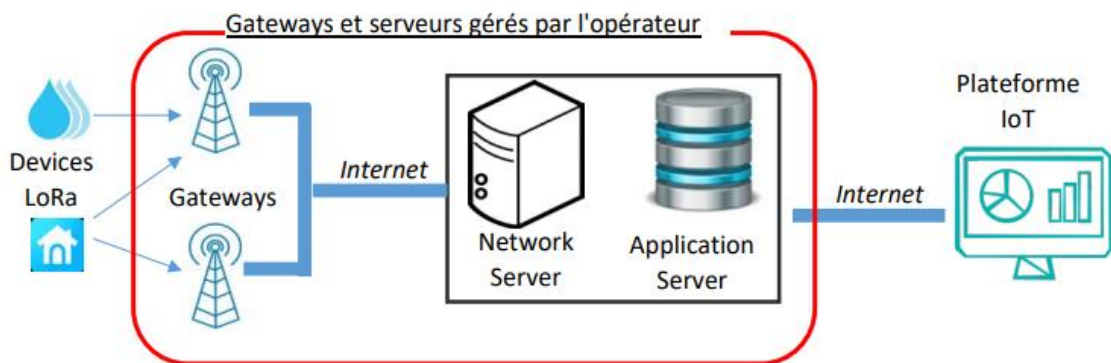 Gateways et serveurs gérés par l'opérateur
Devices
LoRa
Gateways
Internet
Network
Server
Application
Server
Internet
Plateforme
IoT